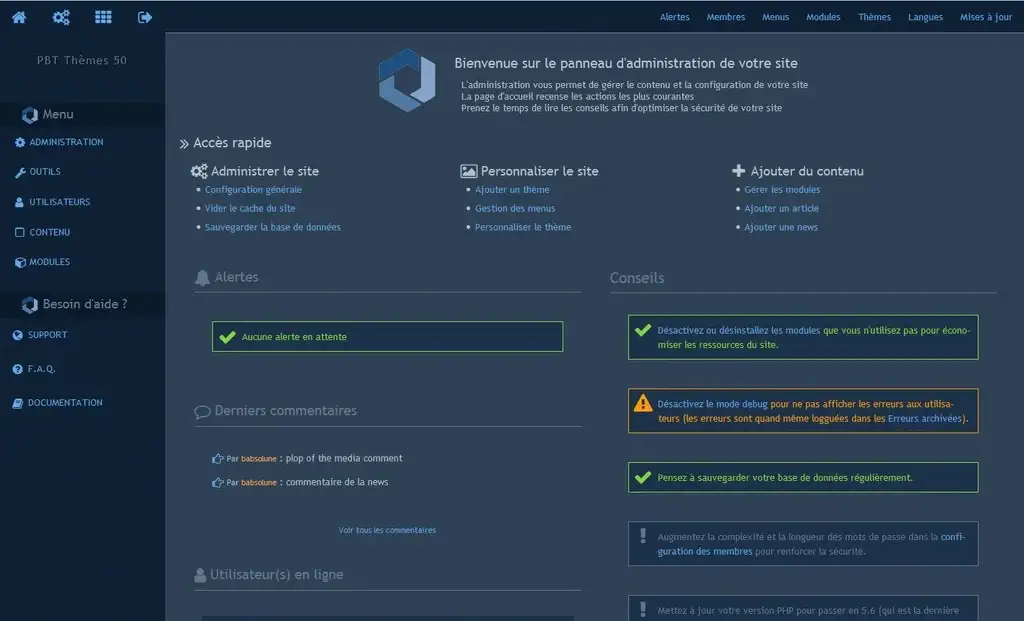 Alertes Membres Menus Modules Thèmes Langues Mises à jour
PBT Thèmes 50
Menu
ADMINISTRATION
OUTILS
UTILISATEURS
CONTENU
MODULES
Besoin d'aide ?
SUPPORT
F.A.Q.
DOCUMENTATION
Bienvenue sur le panneau d'administration de votre site
L'administration vous permet de gérer le contenu et la configuration de votre site
La page d'accueil recense les actions les plus courantes
Prenez le temps de lire les conseils afin d'optimiser la sécurité de votre site
Accès rapide
Administrer le site
Configuration générale
Vider le cache du site
Sauvegarder la base de données
Personnaliser le site
Ajouter un thème
Gestion des menus
Personnaliser le thème
Ajouter du contenu
Gérer les modules
Ajouter un article
Ajouter une news
Alertes
Aucune alerte en attente
Derniers commentaires
Par babsolune : plop of the media comment
Par babsolune : commentaire de la news
Voir tous les commentaires
Utilisateur(s) en ligne
Conseils
Désactivez ou désinstallez les modules que vous n'utilisez pas pour écono-
miser les ressources du site.
Désactivez le mode debug pour ne pas afficher les erreurs aux utilisa-
teurs (les erreurs sont quand même logguées dans les Erreurs archivées).
Pensez à sauvegarder votre base de données régulièrement.
Augmentez la complexité et la longueur des mots de passe dans la confi-
guration des membres pour renforcer la sécurité.
Mettez à jour votre version PHP pour passer en 5.6 (qui est la dernière